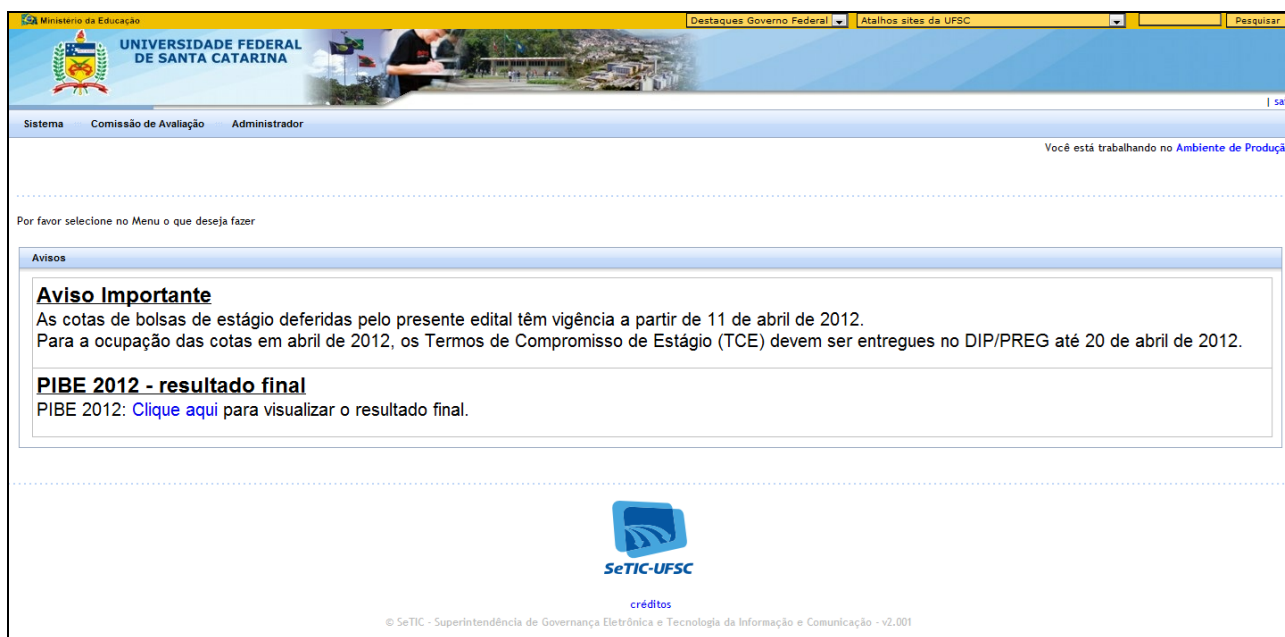 Ministério da Educação
Destaques Governo Federal
Atalhos sites da UFSC
Pesquisar
UNIVERSIDADE FEDERAL
DE SANTA CATARINA
| sa
Sistema
Comissão de Avaliação
Administrador
Você está trabalhando no Ambiente de Produçã
Por favor selecione no Menu o que deseja fazer
Avisos
Aviso Importante
As cotas de bolsas de estágio deferidas pelo presente edital têm vigência a partir de 11 de abril de 2012.
Para a ocupação das cotas em abril de 2012, os Termos de Compromisso de Estágio (TCE) devem ser entregues no DIP/PREG até 20 de abril de 2012.
PIBE 2012 - resultado final
PIBE 2012: Clique aqui para visualizar o resultado final.
SeTIC-UFSC
créditos
© SeTIC - Superintendência de Governança Eletrônica e Tecnologia da Informação e Comunicação - v2.001